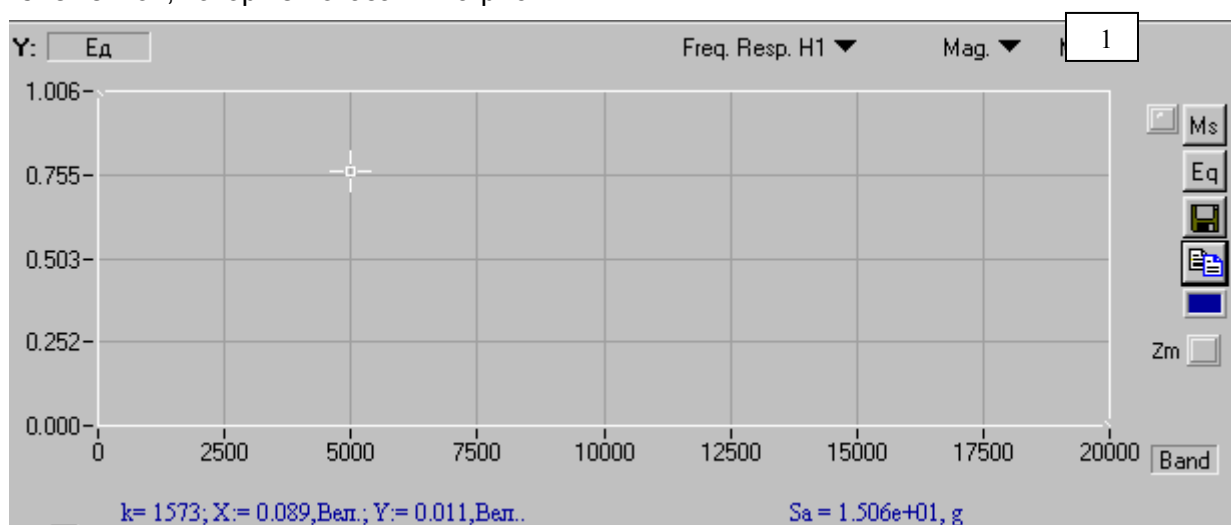 Y: Ед Freq. Resp. H1 Mag. 1
1.006
Ms
0.755
Eq
0.503
0.252
Zm
0.000
0 2500 5000 7500 10000 12500 15000 17500 20000
Band
k= 1573; X:= 0.089,Вел.; Y:= 0.011,Вел.. Sa = 1.506e+01, g